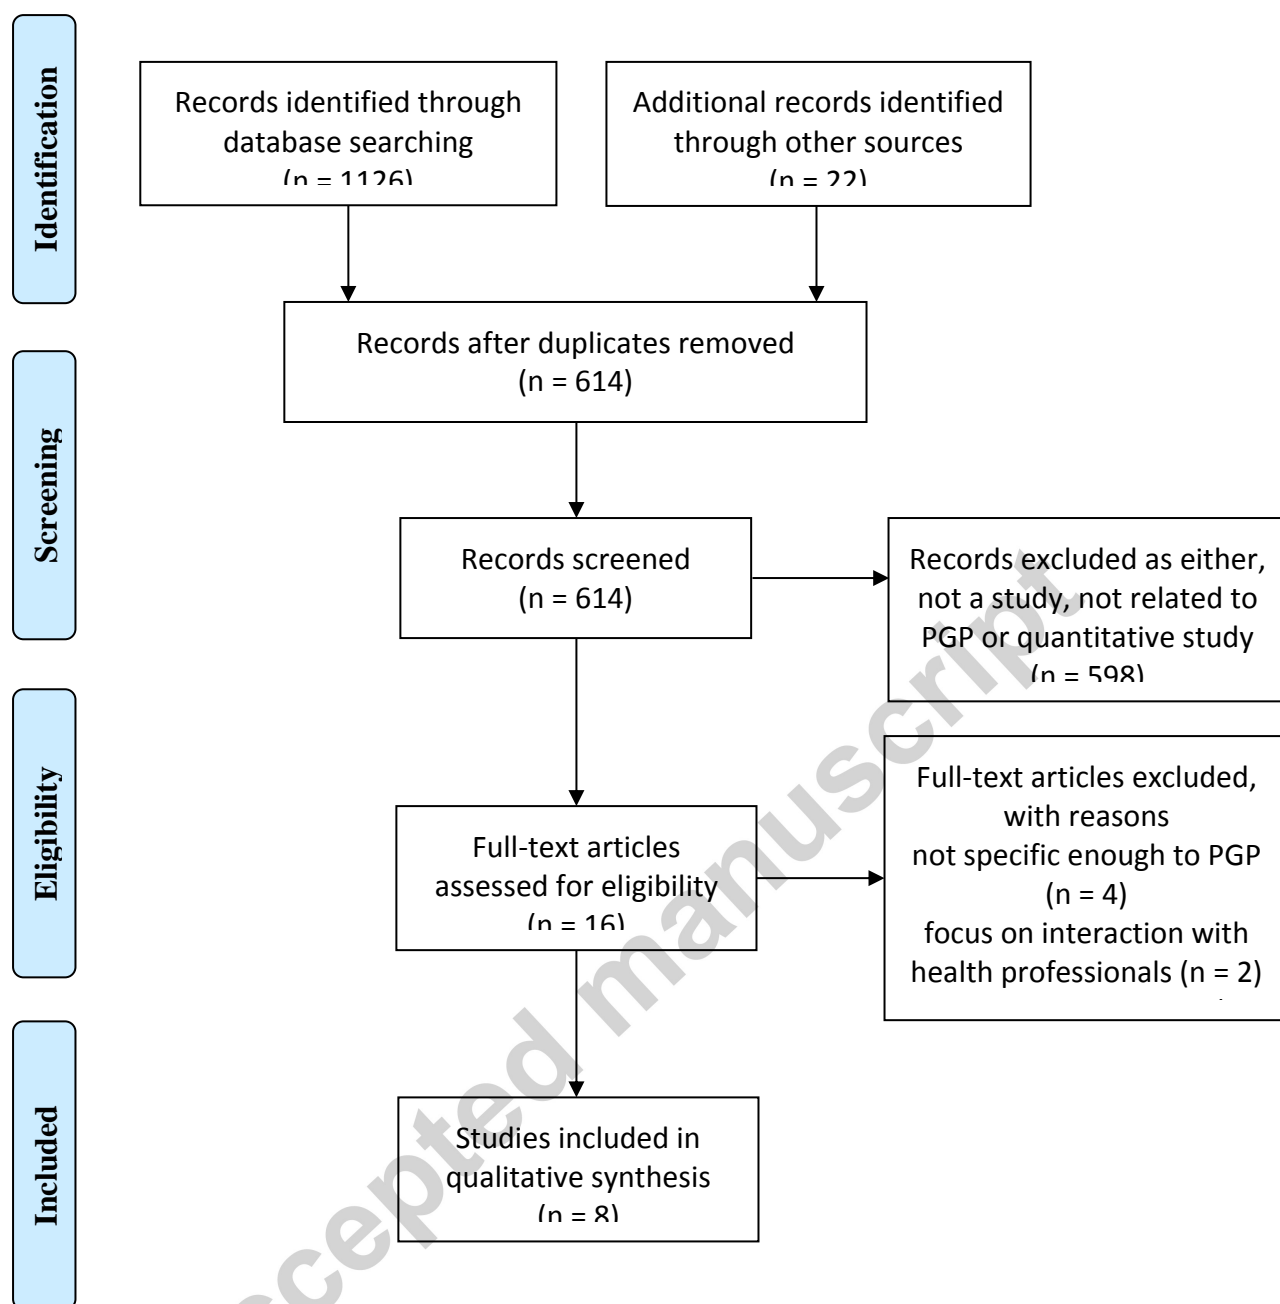 Identification
Records identified through
database searching
(n = 1126)
Additional records identified
through other sources
(n = 22)
Records after duplicates removed
(n = 614)
Screening
Records screened
(n = 614)
Records excluded as either,
not a study, not related to
PGP or quantitative study
(n = 598)
Eligibility
Full-text articles
assessed for eligibility
(n = 16)
Full-text articles excluded,
with reasons
not specific enough to PGP
(n = 4)
focus on interaction with
health professionals (n = 2)
Included
Studies included in
qualitative synthesis
(n = 8)
cepted manuscript